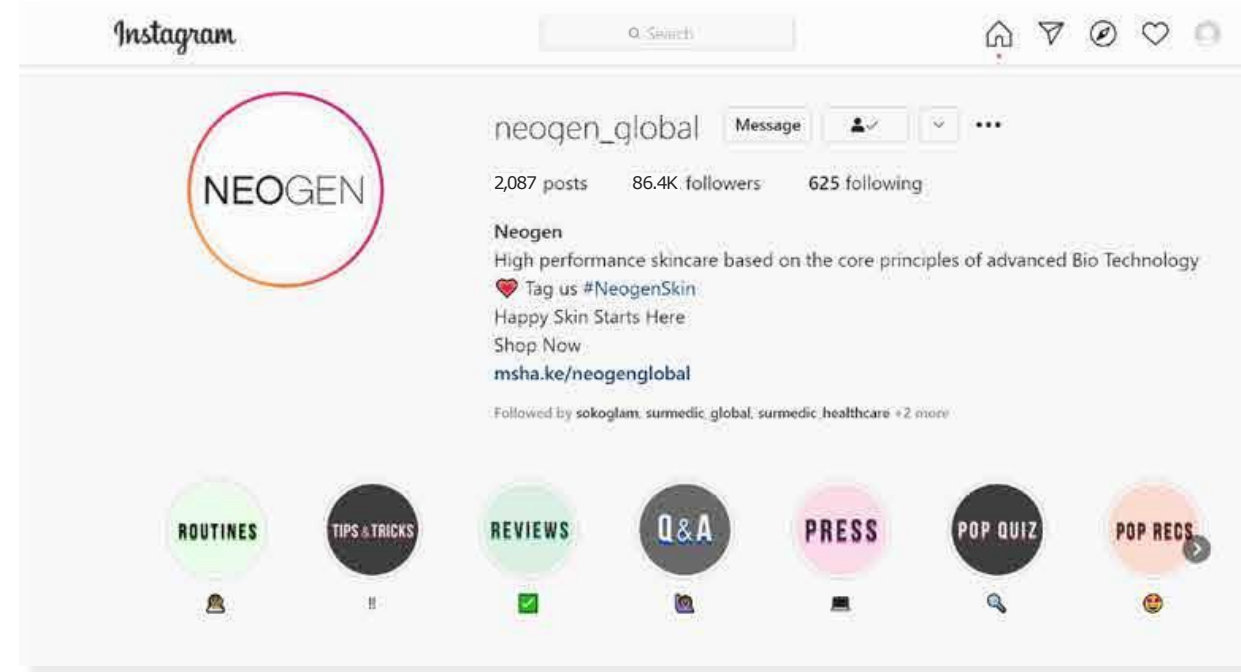 Instagram
Search
NEOGEN
neogen_global Message
2,087 posts 86.4K followers 625 following
Neogen
High performance skincare based on the core principles of advanced Bio Technology
❤️ Tag us #NeogenSkin
Happy Skin Starts Here
Shop Now
msha.ke/neogenglobal
Followed by sokoglam, surmedic_global, surmedic_healthcare +2 more
ROUTINES TIPS & TRICKS REVIEWS Q&A PRESS POP QUIZ POP RECS
‼